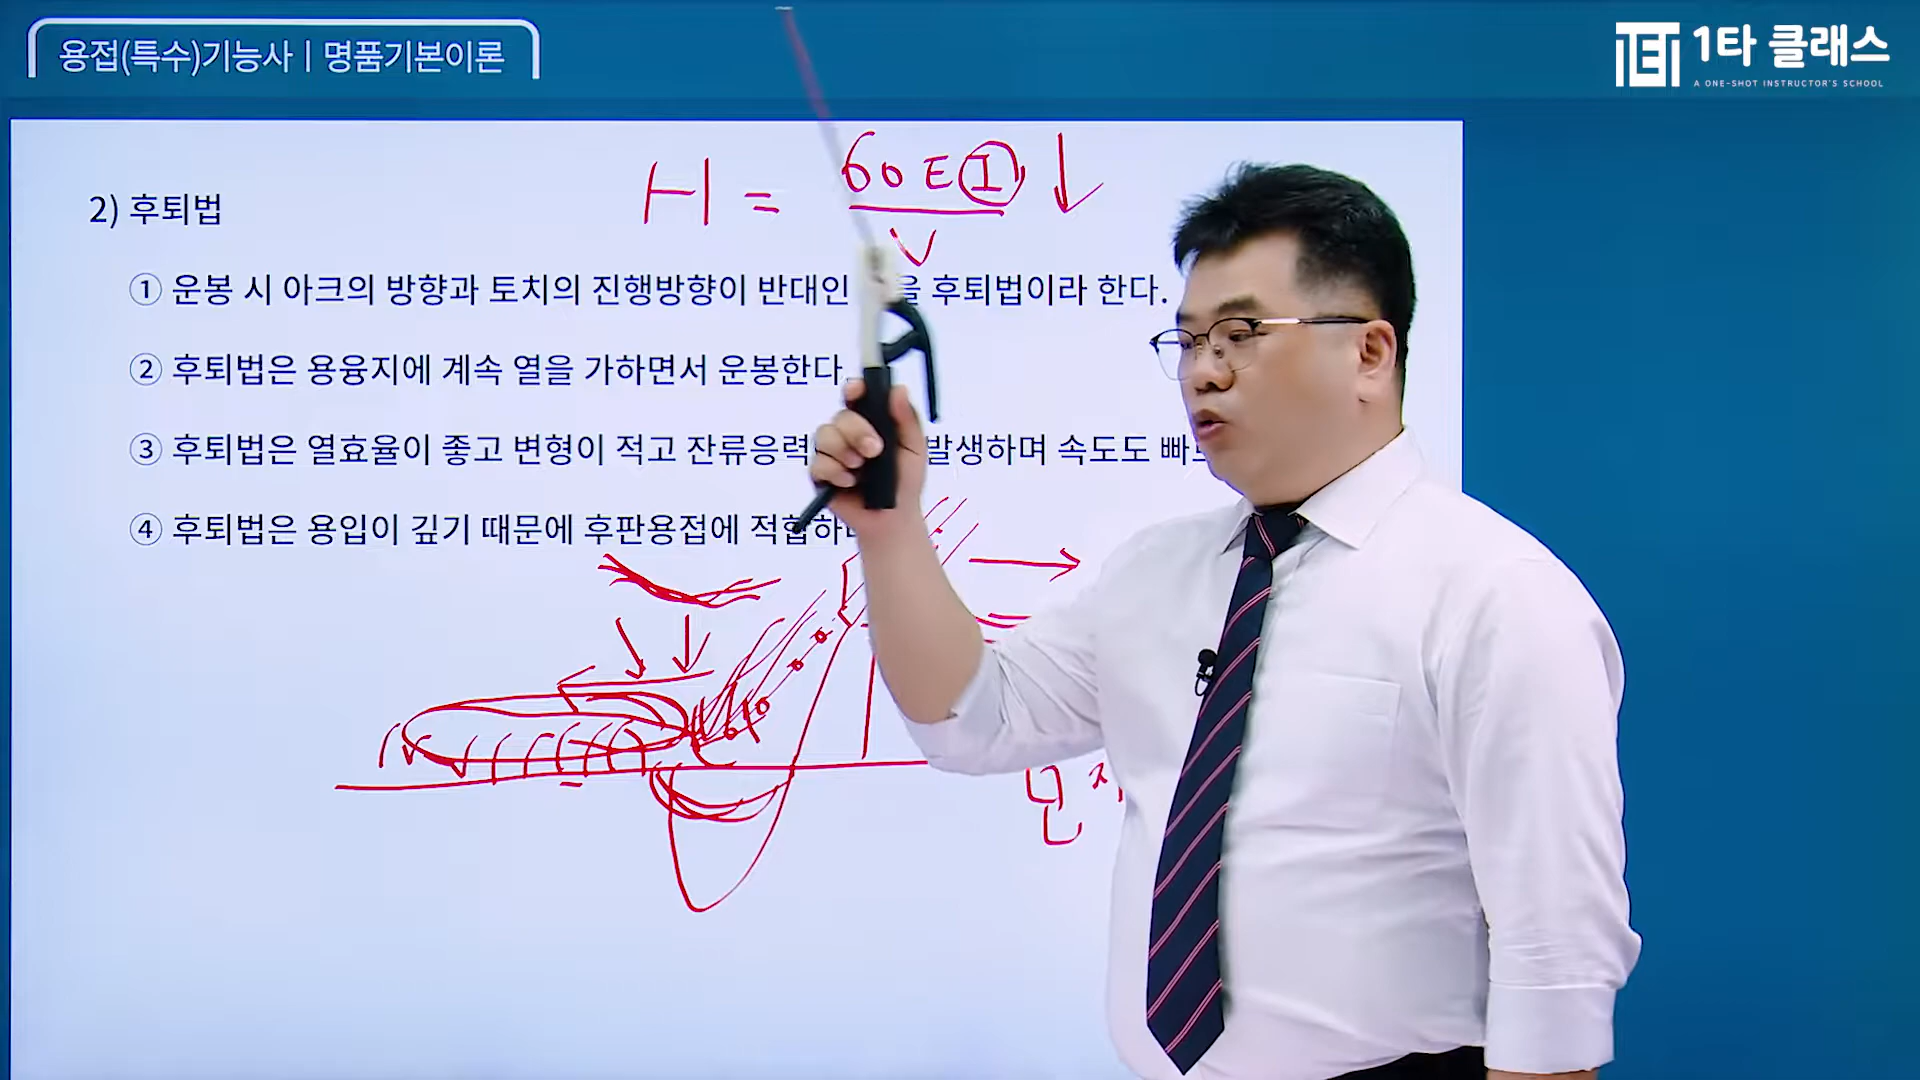 용접(특수)기능사 | 명품기본이론
1타 클래스
A ONE-SHOT INSTRUCTOR'S SCHOOL
H = 60 E I ↓
V
2) 후퇴법
① 운봉 시 아크의 방향과 토치의 진행방향이 반대인 을 후퇴법이라 한다.
② 후퇴법은 용융지에 계속 열을 가하면서 운봉한다.
③ 후퇴법은 열효율이 좋고 변형이 적고 잔류응력 발생하며 속도도
④ 후퇴법은 용입이 깊기 때문에 후판용접에 적합하
모